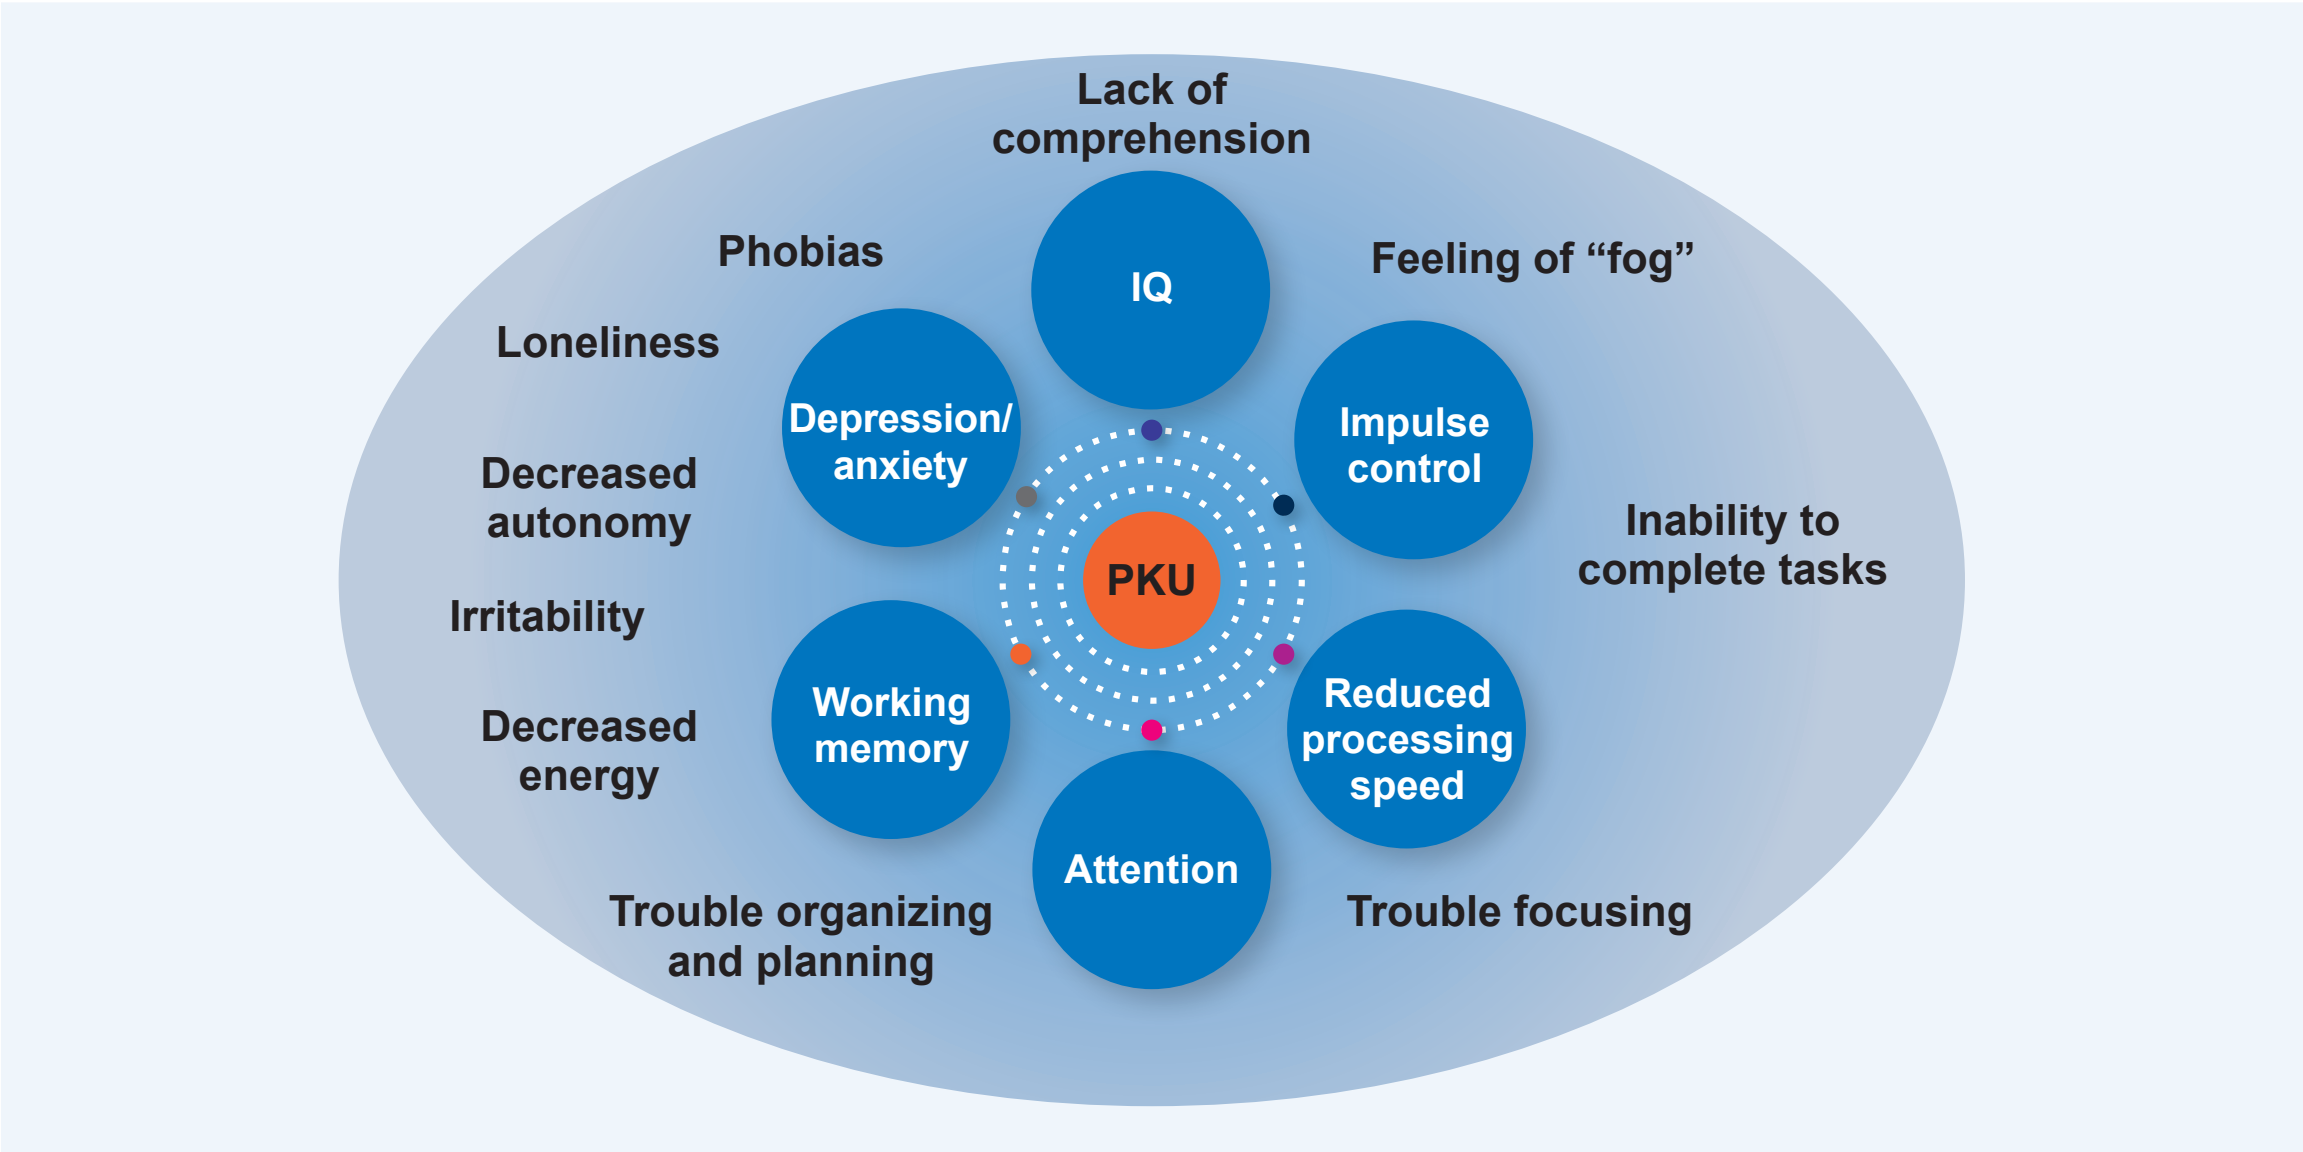 Lack of
comprehension
Phobias
Feeling of “fog”
IQ
Loneliness
Depression/
anxiety
Impulse
control
Decreased
autonomy
Inability to
complete tasks
PKU
Irritability
Working
memory
Reduced
processing
speed
Decreased
energy
Attention
Trouble organizing
and planning
Trouble focusing